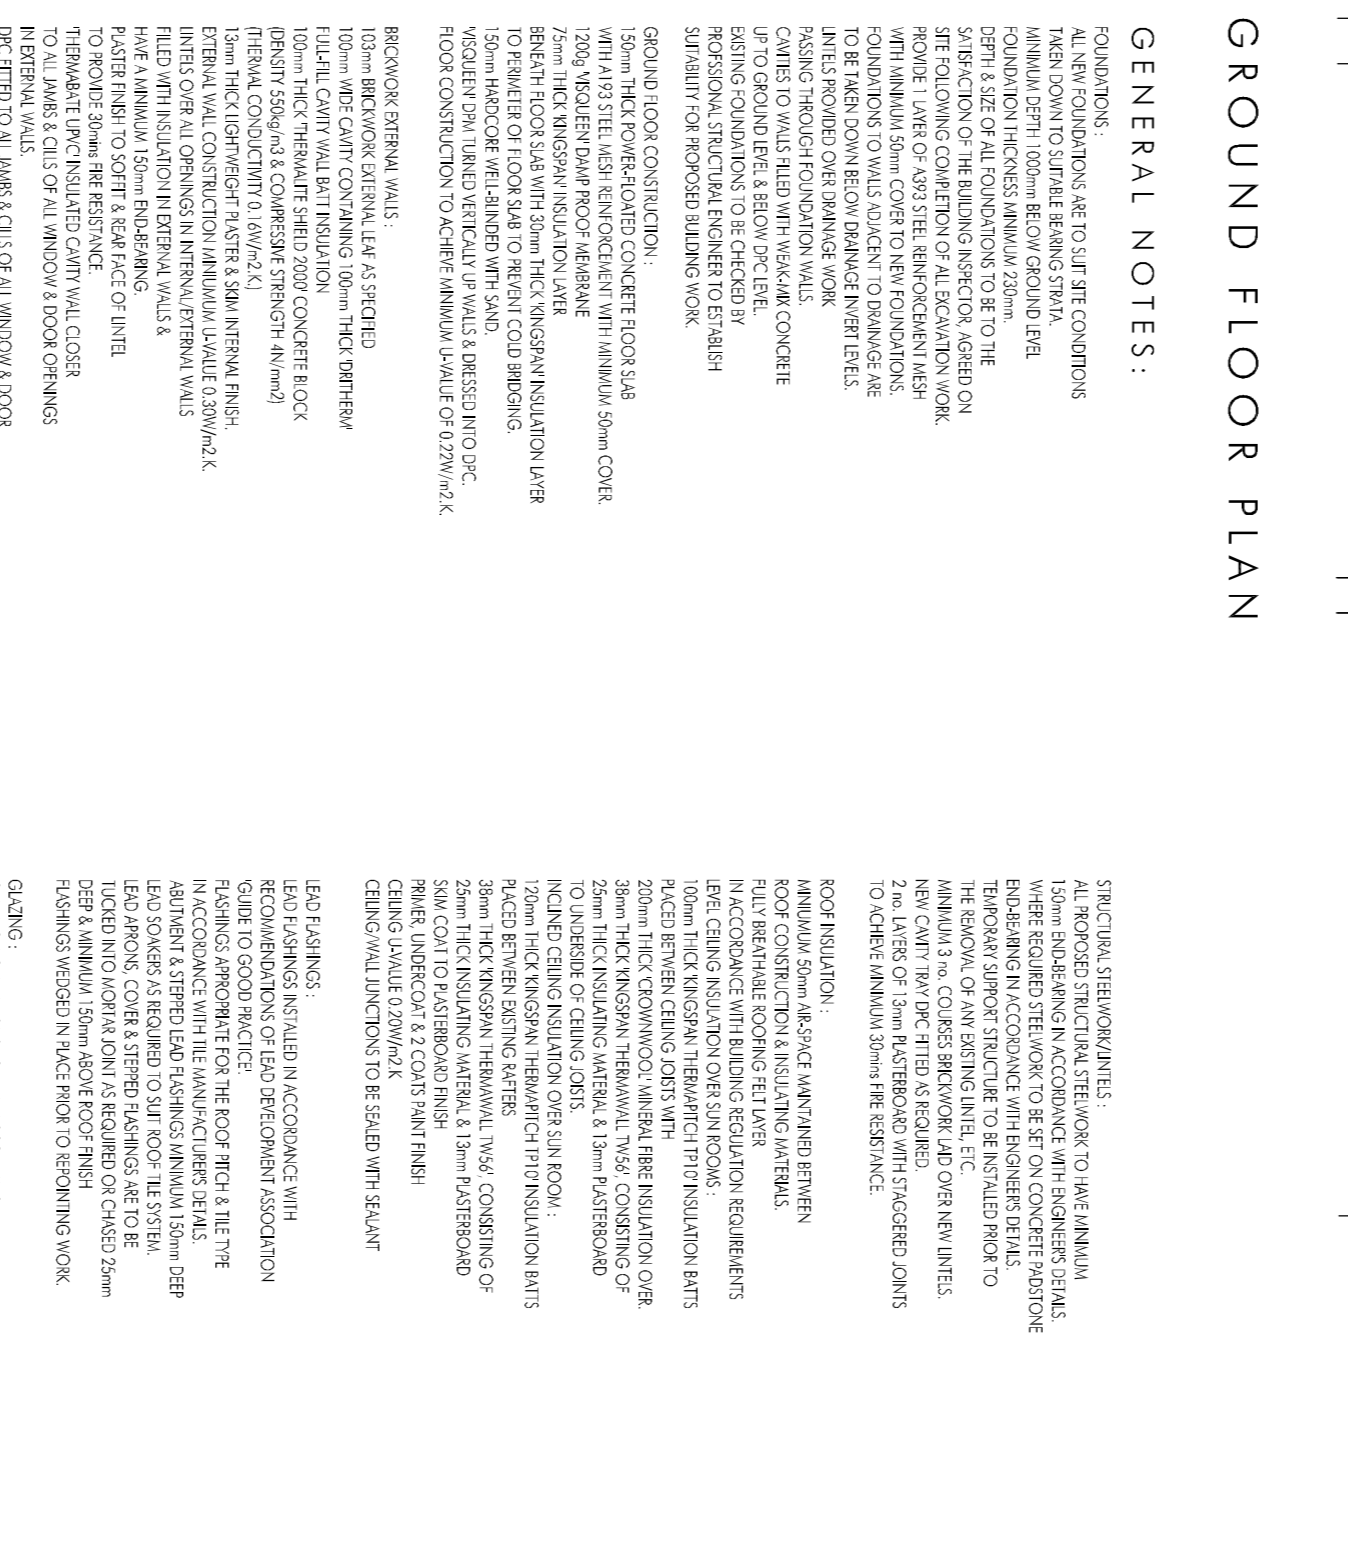 GROUND FLOOR PLAN
GENERAL NOTES :
FOUNDATIONS :
ALL NEW FOUNDATIONS ARE TO SUIT SITE CONDITIONS
TAKEN DOWN TO SUITABLE BEARING STRATA.
MINIMUM DEPTH 1000mm BELOW GROUND LEVEL
FOUNDATION THICKNESS MINIMUM 230mm.
DEPTH & SIZE OF ALL FOUNDATIONS TO BE TO THE
SATISFACTION OF THE BUILDING INSPECTOR, AGREED ON
SITE FOLLOWING COMPLETION OF ALL EXCAVATION WORK.
PROVIDE 1 LAYER OF A393 STEEL REINFORCEMENT MESH
WITH MINIMUM 50mm COVER TO NEW FOUNDATIONS.
FOUNDATIONS TO WALLS ADJACENT TO DRAINAGE ARE
TO BE TAKEN DOWN BELOW DRAINAGE INVERT LEVELS.
LINTELS PROVIDED OVER DRAINAGE WORK
PASSING THROUGH FOUNDATION WALLS.
CAVITIES TO WALLS FILLED WITH WEAK-MIX CONCRETE
UP TO GROUND LEVEL & BELOW DPC LEVEL.
EXISTING FOUNDATIONS TO BE CHECKED BY
PROFESSIONAL STRUCTURAL ENGINEER TO ESTABLISH
SUITABILITY FOR PROPOSED BUILDING WORK.
GROUND FLOOR CONSTRUCTION :
150mm THICK POWER-FLOATED CONCRETE FLOOR SLAB
WITH A193 STEEL MESH REINFORCEMENT WITH MINIMUM 50mm COVER.
1200g 'VISQUEEN' DAMP PROOF MEMBRANE
75mm THICK 'KINGSPAN' INSULATION LAYER
BENEATH FLOOR SLAB WITH 30mm THICK 'KINGSPAN' INSULATION LAYER
TO PERIMETER OF FLOOR SLAB TO PREVENT COLD BRIDGING.
150mm HARDCORE WELL-BLINDED WITH SAND.
'VISQUEEN' DPM TURNED VERTICALLY UP WALLS & DRESSED INTO DPC.
FLOOR CONSTRUCTION TO ACHIEVE MINIMUM U-VALUE OF 0.22W/m2.K.
BRICKWORK EXTERNAL WALLS :
103mm BRICKWORK EXTERNAL LEAF AS SPECIFIED
100mm WIDE CAVITY CONTAINING 100mm THICK 'DRITHERM'
FULL-FILL CAVITY WALL BATT INSULATION
100mm THICK 'THERMALITE SHIELD 2000' CONCRETE BLOCK
(DENSITY 550kg/m3 & COMPRESSIVE STRENGTH 4N/mm2)
(THERMAL CONDUCTIVITY 0.16W/m2.K.)
13mm THICK LIGHTWEIGHT PLASTER & SKIM INTERNAL FINISH.
EXTERNAL WALL CONSTRUCTION MINIUMUM U-VALUE 0.30W/m2.K.
LINTELS OVER ALL OPENINGS IN INTERNAL/EXTERNAL WALLS
FILLED WITH INSULATION IN EXTERNAL WALLS &
HAVE A MINIMUM 150mm END-BEARING.
PLASTER FINISH TO SOFFIT & REAR FACE OF LINTEL
TO PROVIDE 30mins FIRE RESISTANCE.
'THERMABATE UPVC' INSULATED CAVITY WALL CLOSER
TO ALL JAMBS & CILLS OF ALL WINDOW & DOOR OPENINGS
IN EXTERNAL WALLS.
DPC FITTED TO ALL JAMBS & CILLS OF ALL WINDOW & DOOR
STRUCTURAL STEELWORK/LINTELS :
ALL PROPOSED STRUCTURAL STEELWORK TO HAVE MINIMUM
150mm END-BEARING IN ACCORDANCE WITH ENGINEER'S DETAILS.
WHERE REQUIRED STEELWORK TO BE SET ON CONCRETE PADSTONE
END-BEARING IN ACCORDANCE WITH ENGINEER'S DETAILS.
TEMPORARY SUPPORT STRUCTURE TO BE INSTALLED PRIOR TO
THE REMOVAL OF ANY EXISTING LINTEL, ETC.
MINIMUM 3 no. COURSES BRICKWORK LAID OVER NEW LINTELS.
NEW CAVITY TRAY DPC FITTED AS REQUIRED.
2 no. LAYERS OF 13mm PLASTERBOARD WITH STAGGERED JOINTS
TO ACHIEVE MINIMUM 30mins FIRE RESISTANCE.
ROOF INSULATION :
MINIUMUM 50mm AIR-SPACE MAINTAINED BETWEEN
ROOF CONSTRUCTION & INSULATING MATERIALS.
FULLY BREATHABLE ROOFING FELT LAYER
IN ACCORDANCE WITH BUILDING REGULATION REQUIREMENTS
LEVEL CEILING INSULATION OVER SUN ROOMS :
100mm THICK 'KINGSPAN THERMAPITCH TP10' INSULATION BATTS
PLACED BETWEEN CEILING JOISTS WITH
200mm THICK 'CROWNWOOL' MINERAL FIBRE INSULATION OVER.
38mm THICK 'KINGSPAN THERMAWALL TW56', CONSISTING OF
25mm THICK INSULATING MATERIAL & 13mm PLASTERBOARD
TO UNDERSIDE OF CEILING JOISTS.
INCLINED CEILING INSULATION OVER SUN ROOM :
120mm THICK 'KINGSPAN THERMAPITCH TP10' INSULATION BATTS
PLACED BETWEEN EXISTING RAFTERS
38mm THICK 'KINGSPAN THERMAWALL TW56', CONSISTING OF
25mm THICK INSULATING MATERIAL & 13mm PLASTERBOARD
SKIM COAT TO PLASTERBOARD FINISH
PRIMER, UNDERCOAT & 2 COATS PAINT FINISH
CEILING U-VALUE 0.20W/m2.K
CEILING/WALL JUNCTIONS TO BE SEALED WITH SEALANT
LEAD FLASHINGS :
LEAD FLASHINGS INSTALLED IN ACCORDANCE WITH
RECOMMENDATIONS OF LEAD DEVELOPMENT ASSOCIATION
'GUIDE TO GOOD PRACTICE'.
FLASHINGS APPROPRIATE FOR THE ROOF PITCH & TILE TYPE
IN ACCORDANCE WITH TILE MANUFACTURER'S DETAILS.
ABUTMENT & STEPPED LEAD FLASHINGS MINIMUM 150mm DEEP
LEAD SOAKERS AS REQUIRED TO SUIT ROOF TILE SYSTEM.
LEAD APRONS, COVER & STEPPED FLASHINGS ARE TO BE
TUCKED INTO MORTAR JOINT AS REQUIRED OR CHASED 25mm
DEEP & MINIMUM 150mm ABOVE ROOF FINISH
FLASHINGS WEDGED IN PLACE PRIOR TO REPOINTING WORK.
GLAZING :